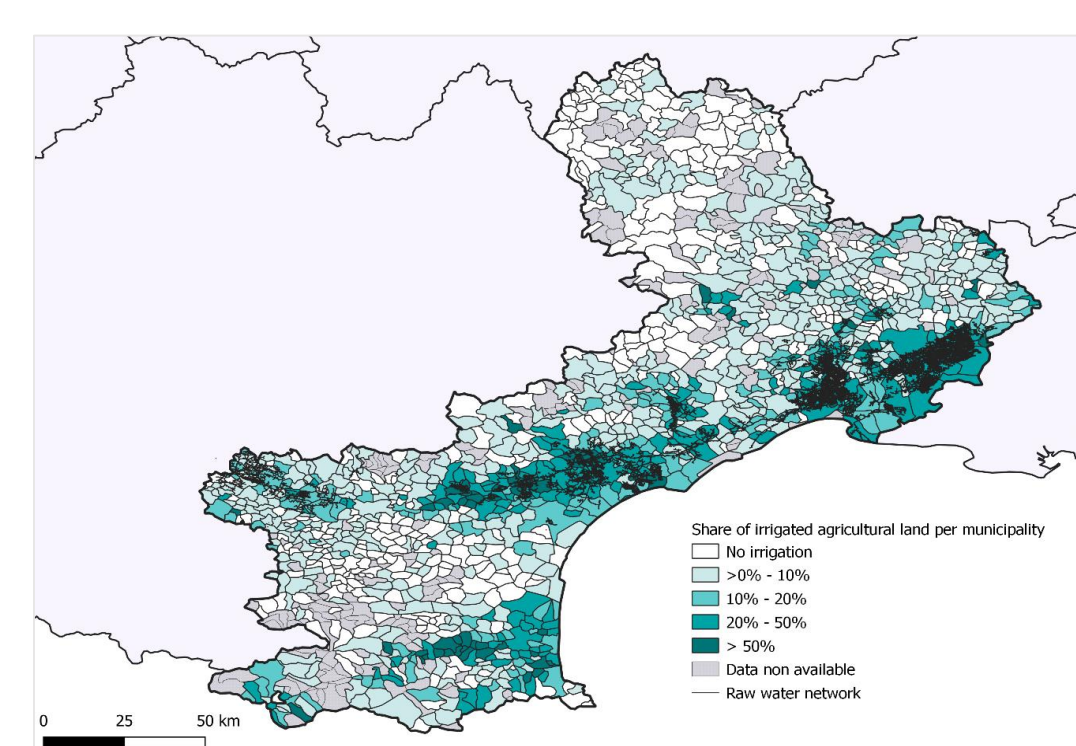 Share of irrigated agricultural land per municipality
No irrigation
>0% - 10%
10% - 20%
20% - 50%
> 50%
Data non available
Raw water network
0 25 50 km